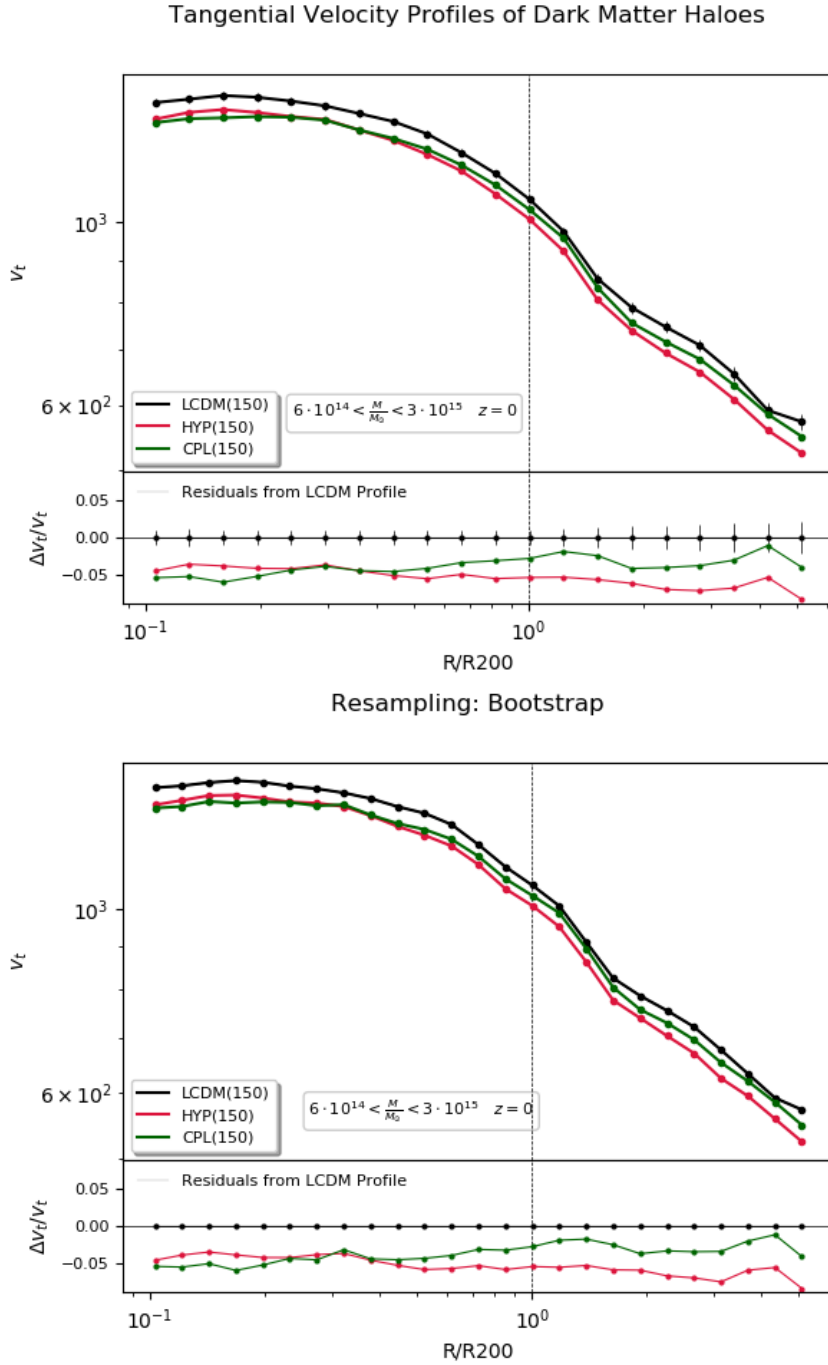 Tangential Velocity Profiles of Dark Matter Haloes
10³
v_t
6 × 10²
LCDM(150)
HYP(150)
CPL(150)
6 · 10¹⁴ < M/M₀ < 3 · 10¹⁵ z = 0
Residuals from LCDM Profile
0.05
0.00
−0.05
Δv_t/v_t
10⁻¹
10⁰
R/R200
Resampling: Bootstrap
10³
v_t
6 × 10²
LCDM(150)
HYP(150)
CPL(150)
6 · 10¹⁴ < M/M₀ < 3 · 10¹⁵ z = 0
Residuals from LCDM Profile
0.05
0.00
−0.05
Δv_t/v_t
10⁻¹
10⁰
R/R200